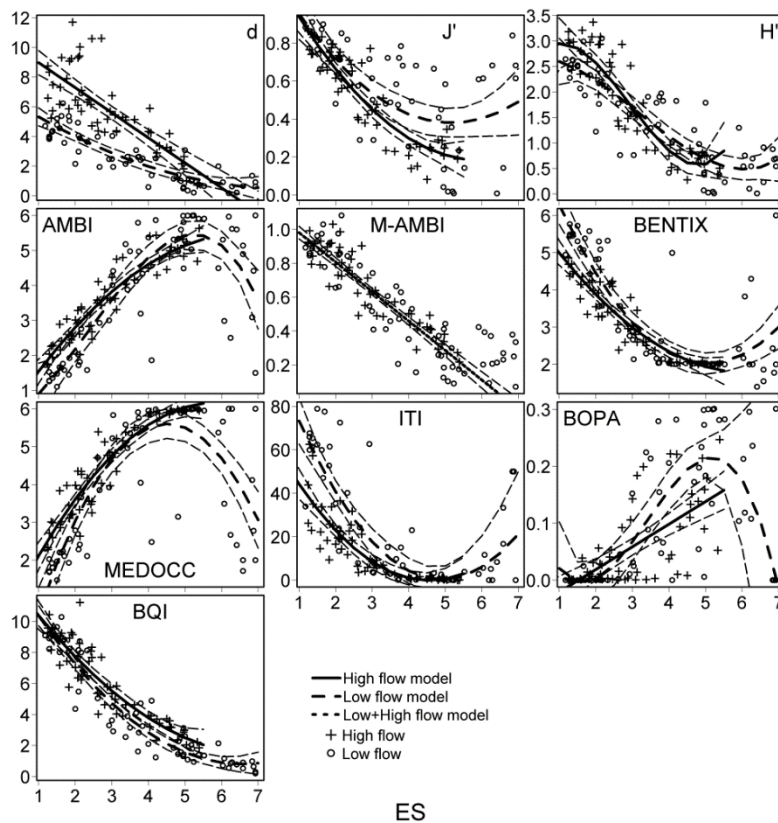 d
12
10
8
6
4
2
0
J'
0.8
0.6
0.4
0.2
0.0
H'
3.5
3.0
2.5
2.0
1.5
1.0
0.5
0.0
AMBI
6
5
4
3
2
1
M-AMBI
1.0
0.8
0.6
0.4
0.2
BENTIX
6
5
4
3
2
MEDOCC
6
5
4
3
2
ITI
80
60
40
20
0
1 2 3 4 5 6 7
BOPA
0.3
0.2
0.1
0.0
1 2 3 4 5 6 7
BQI
10
8
6
4
2
0
1 2 3 4 5 6 7
High flow model
Low flow model
Low+High flow model
High flow
Low flow
ES